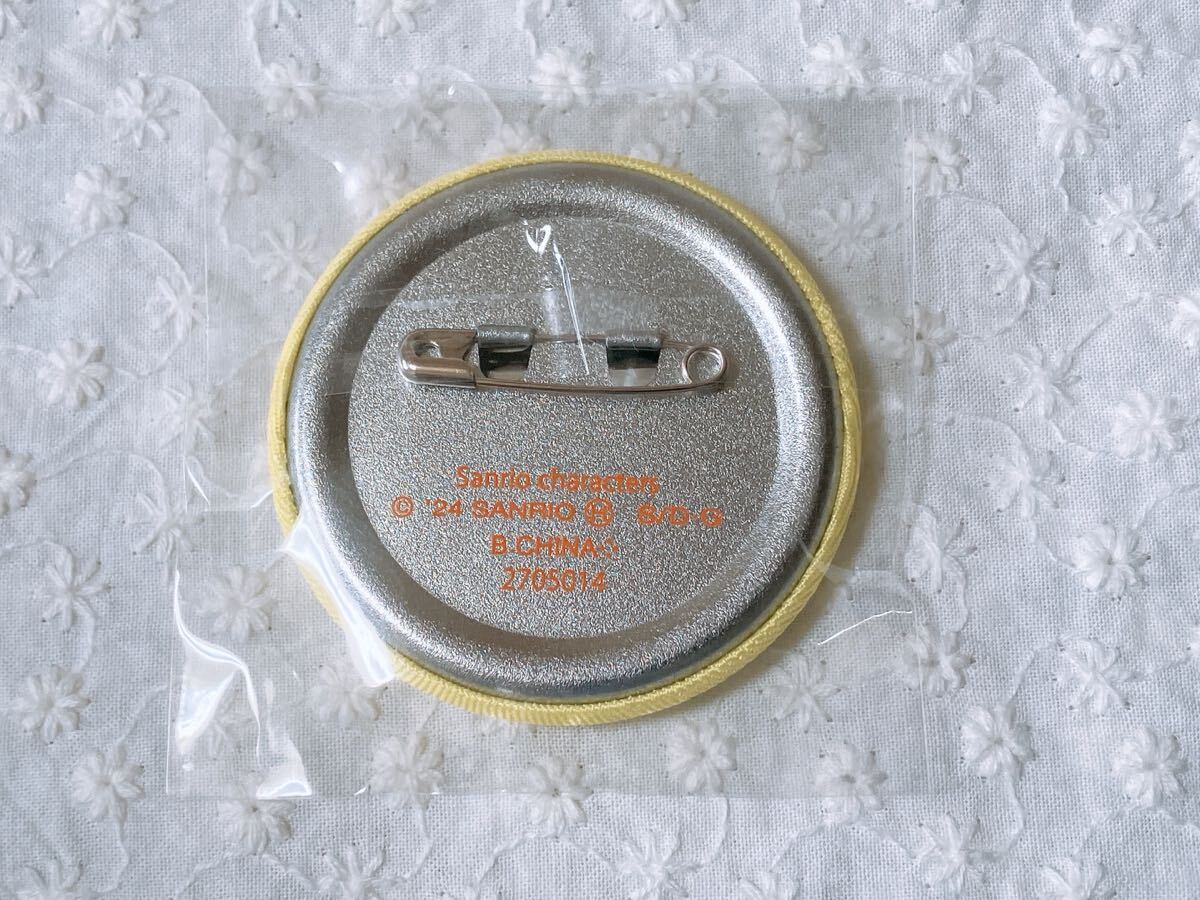 Sanrio characters
© '24 SANRIO Ⓗ S/D·G
B CHINA◇
2705014